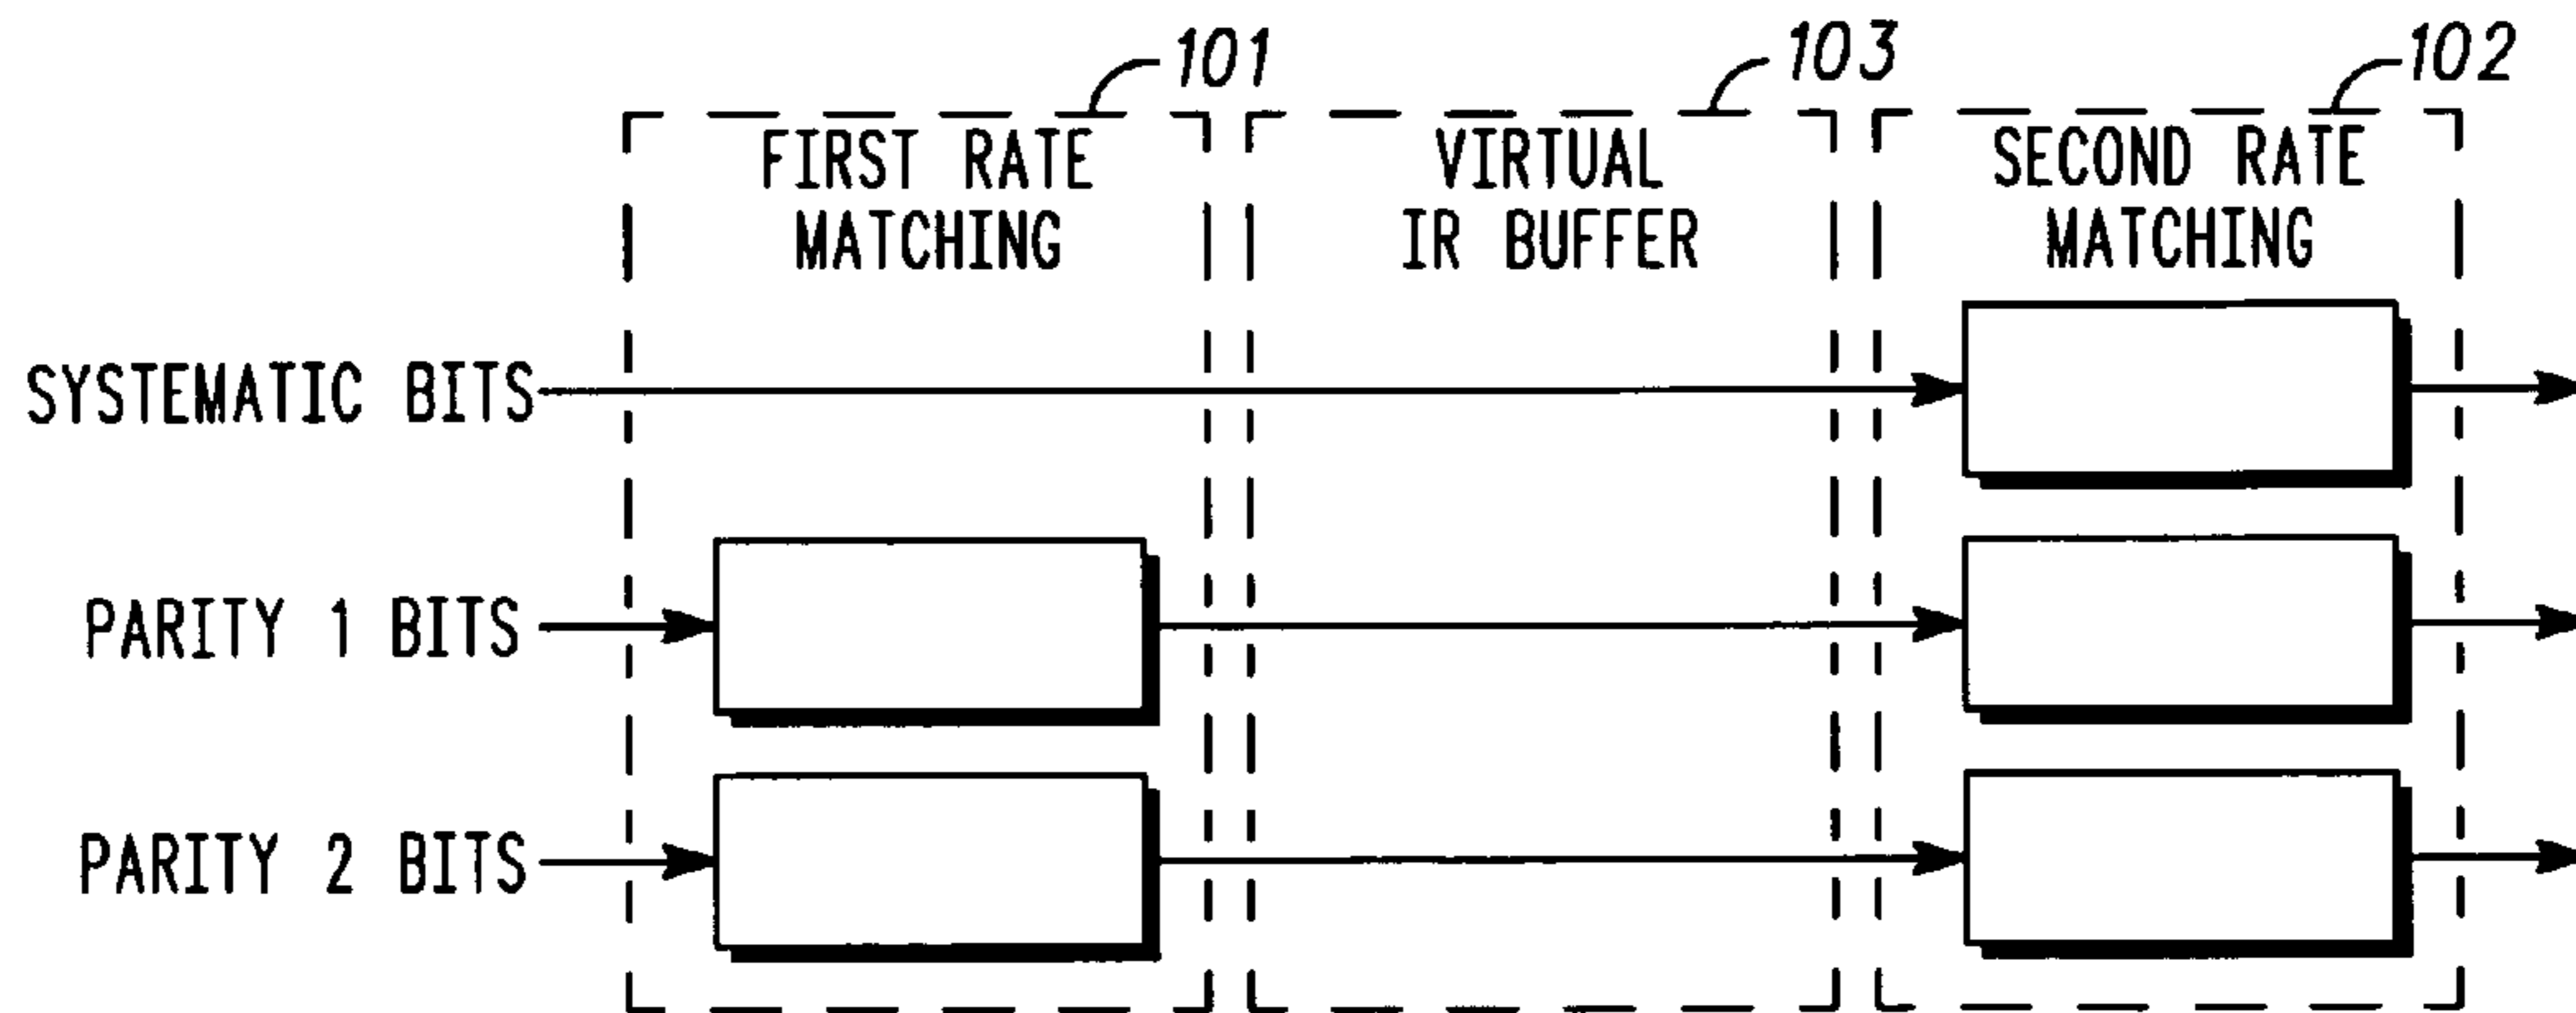 101
103
102
FIRST RATE
MATCHING
VIRTUAL
IR BUFFER
SECOND RATE
MATCHING
SYSTEMATIC BITS
PARITY 1 BITS
PARITY 2 BITS